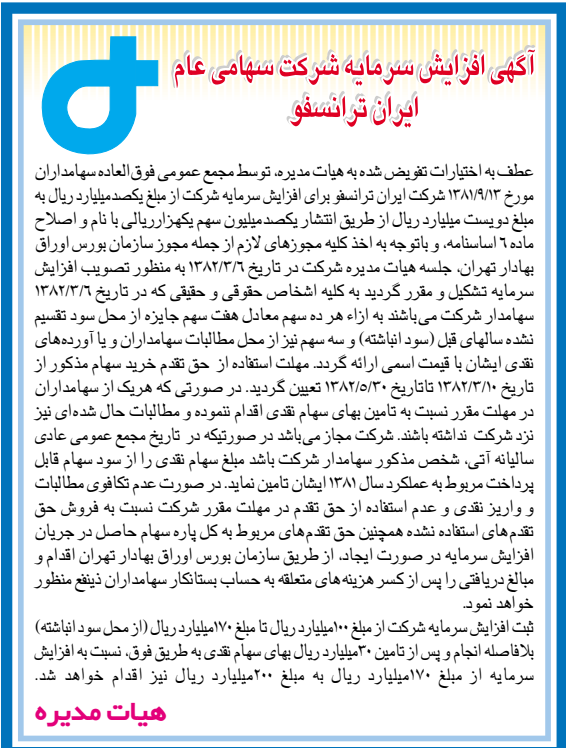 آگهی افزایش سرمایه شرکت سهامی عام
ایران ترانسفو
عطف به اختیارات تفویض شده به هیات مدیره، توسط مجمع عمومی فوق‌العاده سهامداران
مورخ ۱۳۸۱/۹/۱۳ شرکت ایران ترانسفو برای افزایش سرمایه شرکت از مبلغ یکصدمیلیارد ریال به
مبلغ دویست میلیارد ریال از طریق انتشار یکصدمیلیون سهم یکهزارریالی با نام و اصلاح
ماده ۶ اساسنامه، و باتوجه به اخذ کلیه مجوزهای لازم از جمله مجوز سازمان بورس اوراق
بهادار تهران، جلسه هیات مدیره شرکت در تاریخ ۱۳۸۲/۳/۶ به منظور تصویب افزایش
سرمایه تشکیل و مقرر گردید به کلیه اشخاص حقوقی و حقیقی که در تاریخ ۱۳۸۲/۳/۶
سهامدار شرکت می‌باشند به ازاء هر ده سهم معادل هفت سهم جایزه از محل سود تقسیم
نشده سالهای قبل (سود انباشته) و سه سهم نیز از محل مطالبات سهامداران و یا آورده‌های
نقدی ایشان با قیمت اسمی ارائه گردد. مهلت استفاده از حق تقدم خرید سهام مذکور از
تاریخ ۱۳۸۲/۳/۱۰ تاتاریخ ۱۳۸۲/۵/۳۰ تعیین گردید. در صورتی که هریک از سهامداران
در مهلت مقرر نسبت به تامین بهای سهام نقدی اقدام ننموده و مطالبات حال شده‌ای نیز
نزد شرکت نداشته باشند. شرکت مجاز می‌باشد در صورتیکه در تاریخ مجمع عمومی عادی
سالیانه آتی، شخص مذکور سهامدار شرکت باشد مبلغ سهام نقدی را از سود سهام قابل
پرداخت مربوط به عملکرد سال ۱۳۸۱ ایشان تامین نماید. در صورت عدم تکافوی مطالبات
و واریز نقدی و عدم استفاده از حق تقدم در مهلت مقرر شرکت نسبت به فروش حق
تقدم‌های استفاده نشده همچنین حق تقدم‌های مربوط به کل پاره سهام حاصل در جریان
افزایش سرمایه در صورت ایجاد، از طریق سازمان بورس اوراق بهادار تهران اقدام و
مبالغ دریافتی را پس از کسر هزینه‌های متعلقه به حساب بستانکار سهامداران ذینفع منظور
خواهد نمود.
ثبت افزایش سرمایه شرکت از مبلغ ۱۰۰میلیارد ریال تا مبلغ ۱۷۰میلیارد ریال (از محل سود انباشته)
بلافاصله انجام و پس از تامین ۳۰میلیارد ریال بهای سهام نقدی به طریق فوق، نسبت به افزایش
سرمایه از مبلغ ۱۷۰میلیارد ریال به مبلغ ۲۰۰میلیارد ریال نیز اقدام خواهد شد.
هیات مدیره